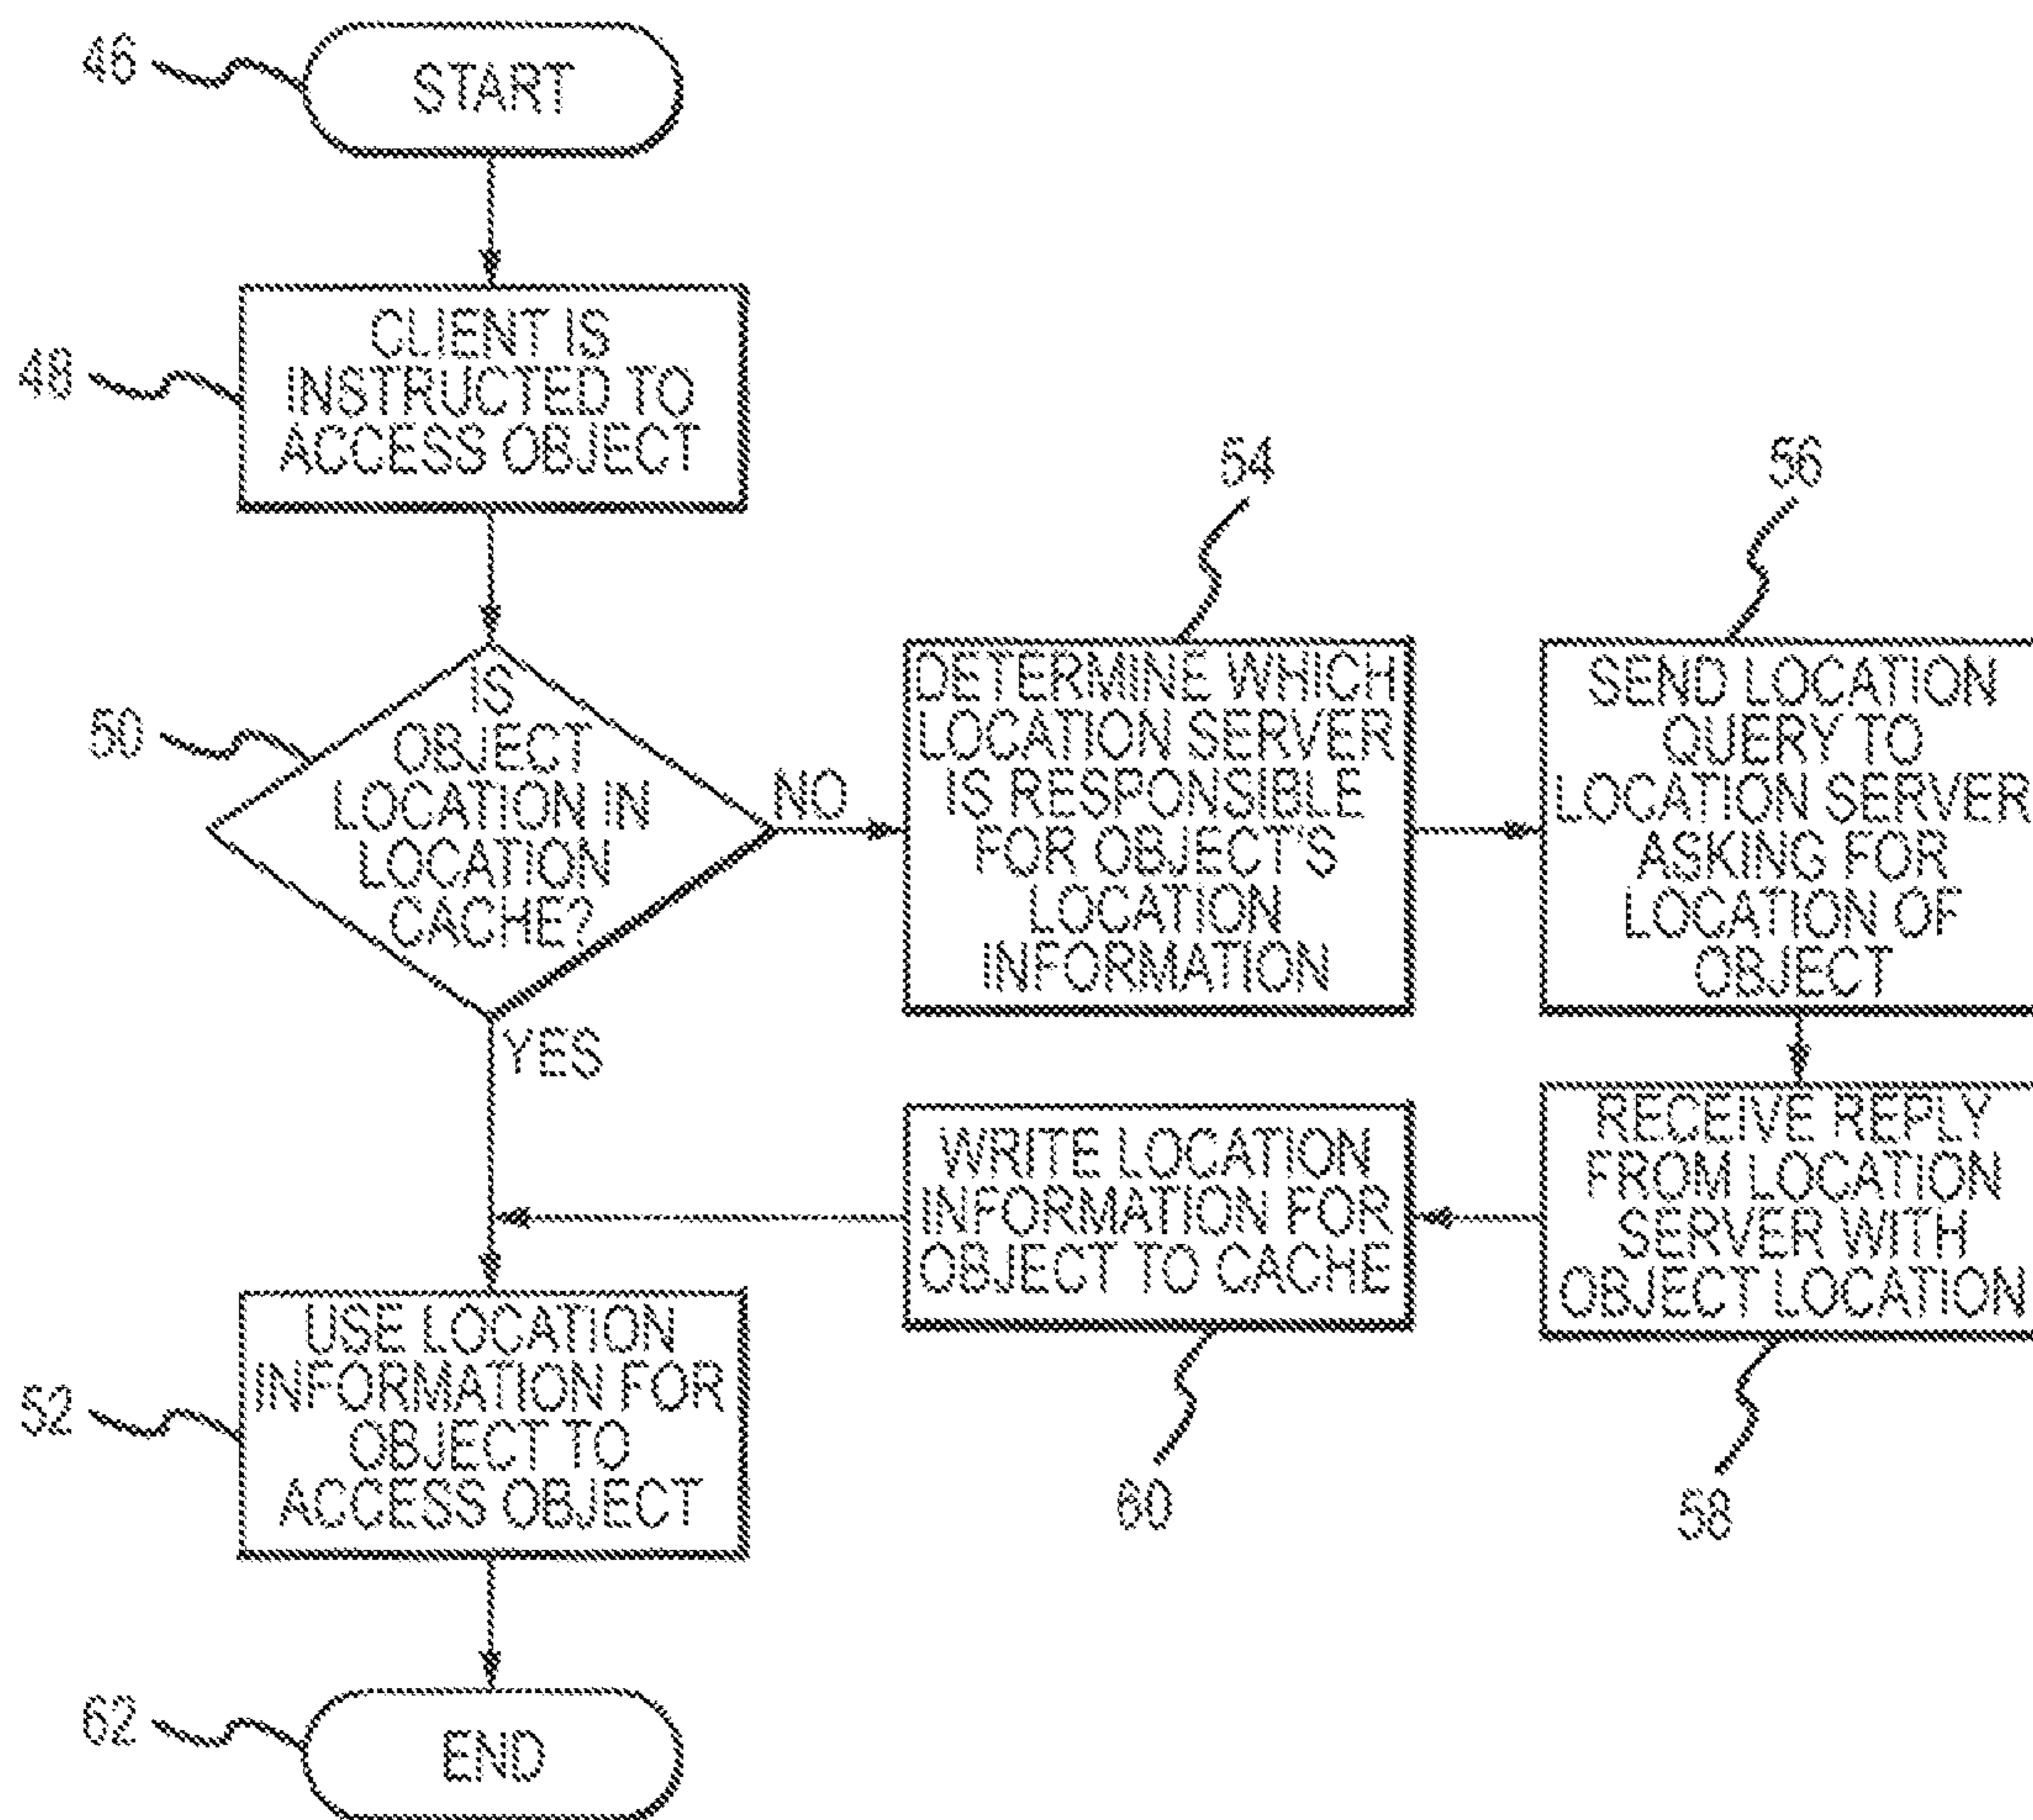 46
START
48
CLIENT IS
INSTRUCTED TO
ACCESS OBJECT
50
IS
OBJECT
LOCATION IN
LOCATION
CACHE?
NO
YES
54
DETERMINE WHICH
LOCATION SERVER
IS RESPONSIBLE
FOR OBJECT'S
LOCATION
INFORMATION
56
SEND LOCATION
QUERY TO
LOCATION SERVER
ASKING FOR
LOCATION OF
OBJECT
RECEIVE REPLY
FROM LOCATION
SERVER WITH
OBJECT LOCATION
58
WRITE LOCATION
INFORMATION FOR
OBJECT TO CACHE
60
52
USE LOCATION
INFORMATION FOR
OBJECT TO
ACCESS OBJECT
62
END